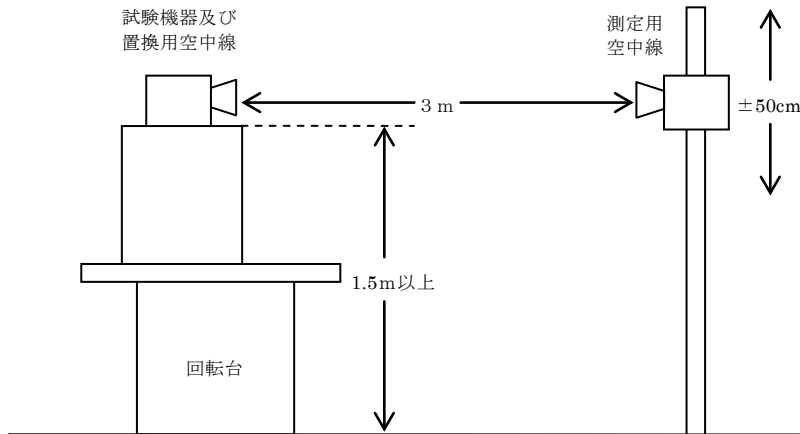 試験機器及び
置換用空中線
測定用
空中線
3 m
±50cm
1.5m以上
回転台